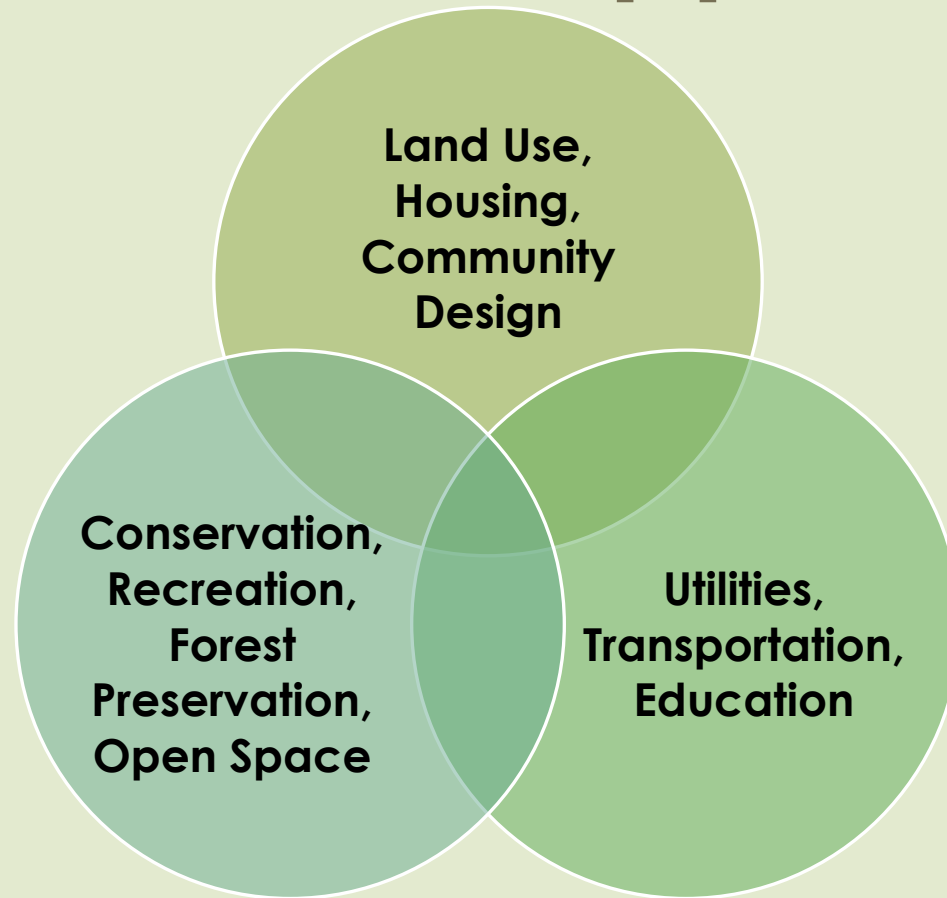 Land Use,
Housing,
Community
Design
Conservation,
Recreation,
Forest
Preservation,
Open Space
Utilities,
Transportation,
Education